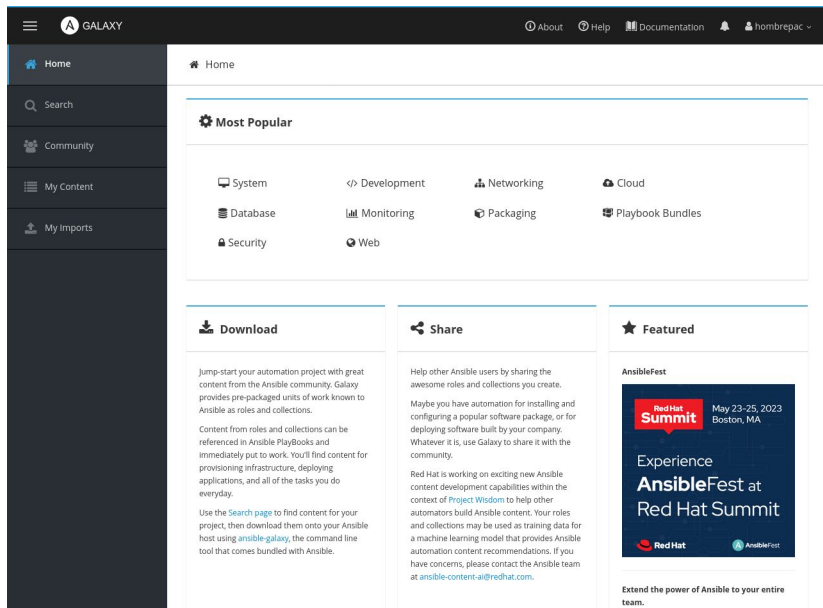 GALAXY
About Help Documentation hombrepac
Home
Search
Community
My Content
My Imports
Home
Most Popular
System Development Networking Cloud
Database Monitoring Packaging Playbook Bundles
Security Web
Download
Jump-start your automation project with great
content from the Ansible community. Galaxy
provides pre-packaged units of work known to
Ansible as roles and collections.
Content from roles and collections can be
referenced in Ansible PlayBooks and
immediately put to work. You'll find content for
provisioning infrastructure, deploying
applications, and all of the tasks you do
everyday.
Use the Search page to find content for your
project, then download them onto your Ansible
host using ansible-galaxy, the command line
tool that comes bundled with Ansible.
Share
Help other Ansible users by sharing the
awesome roles and collections you create.
Maybe you have automation for installing and
configuring a popular software package, or for
deploying software built by your company.
Whatever it is, use Galaxy to share it with the
community.
Red Hat is working on exciting new Ansible
content development capabilities within the
context of Project Wisdom to help other
automators build Ansible content. Your roles
and collections may be used as training data for
a machine learning model that provides Ansible
automation content recommendations. If you
have concerns, please contact the Ansible team
at ansible-content-ai@redhat.com.
Featured
AnsibleFest
Red Hat
Summit
May 23-25, 2023
Boston, MA
Experience
AnsibleFest at
Red Hat Summit
Red Hat
A AnsibleFest
Extend the power of Ansible to your entire
team.